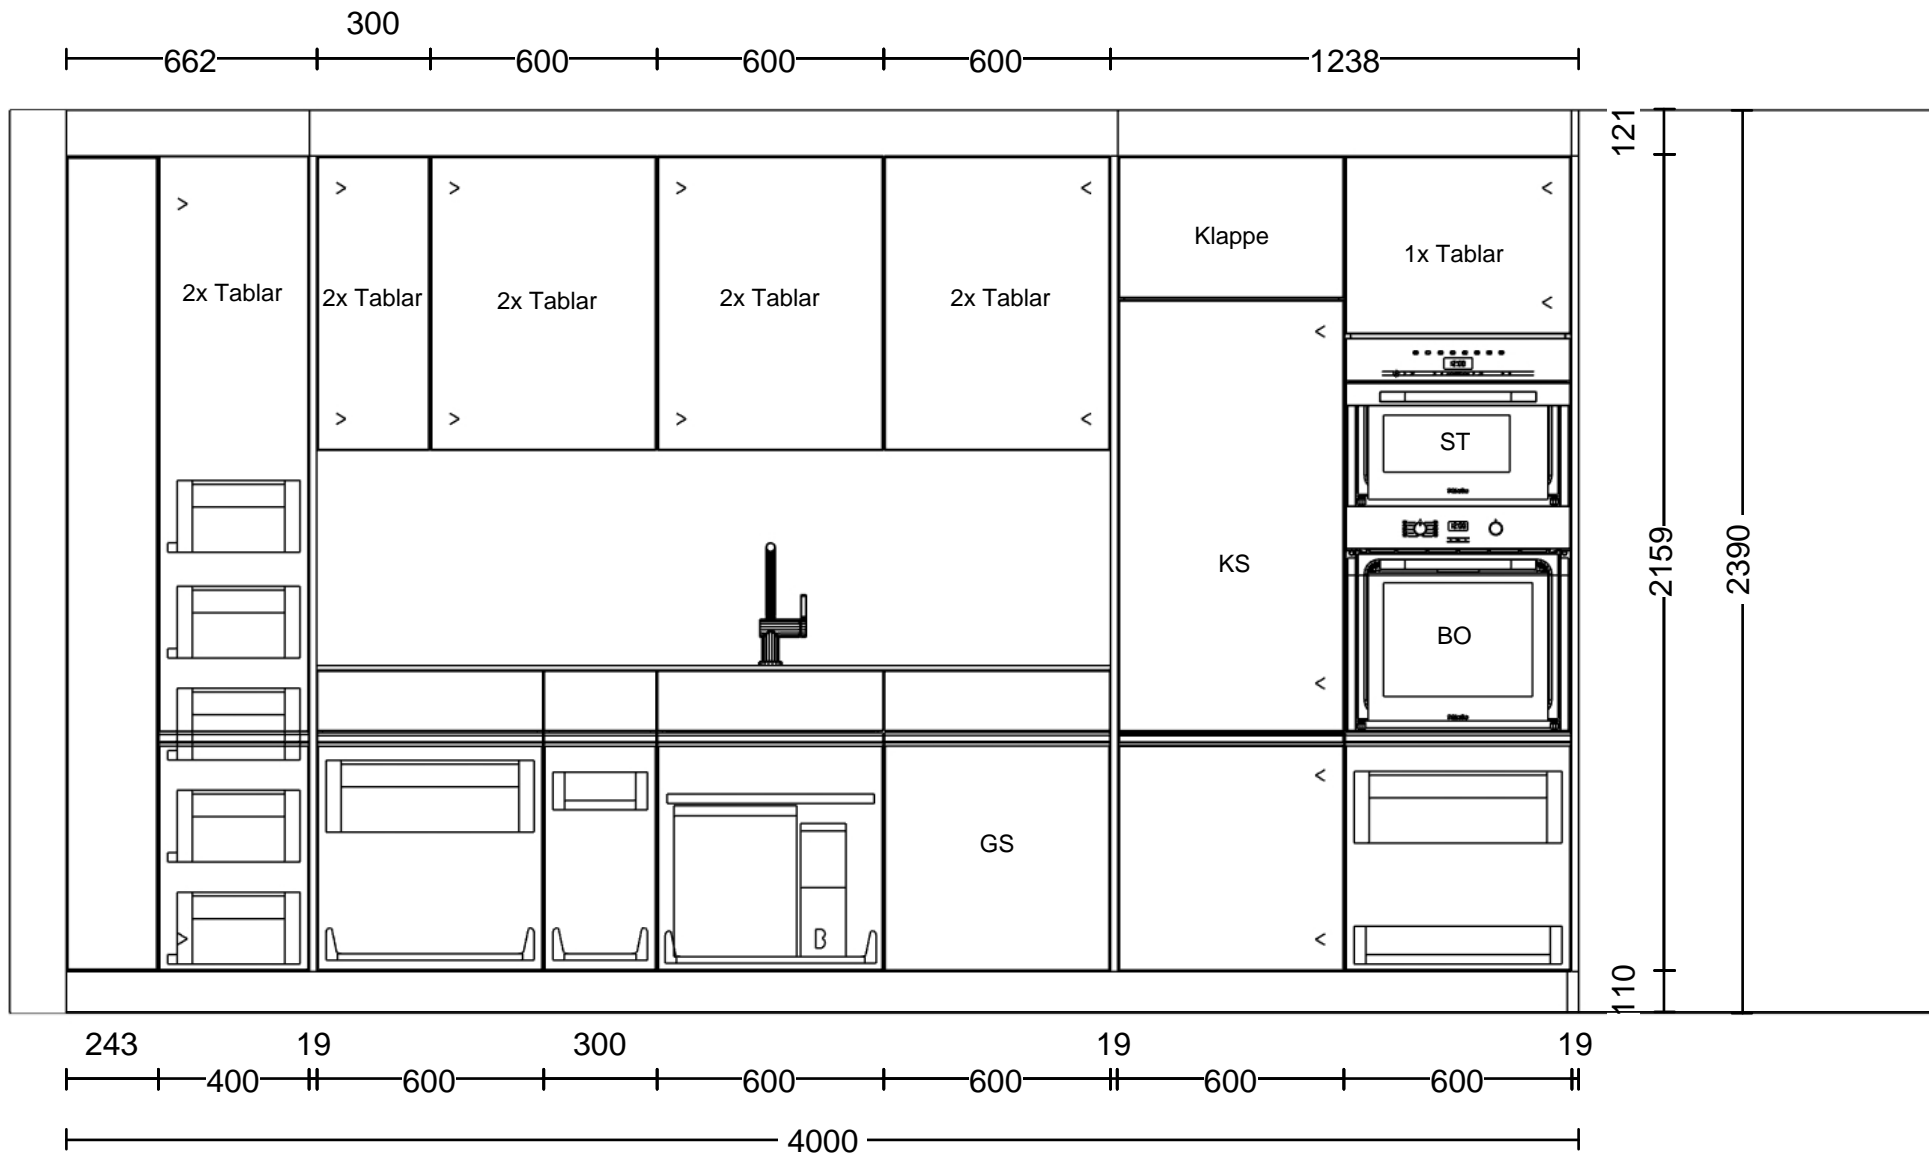 300
662 600 600 600 1238
121
> > > > < <
Klappe
1x Tablar
2x Tablar 2x Tablar 2x Tablar 2x Tablar 2x Tablar
<
<
> > > <
ST
2159 2390
KS
BO
<
<
GS
B
> <
110
243 19 300 19 19
400 600 600 600 600 600
4000